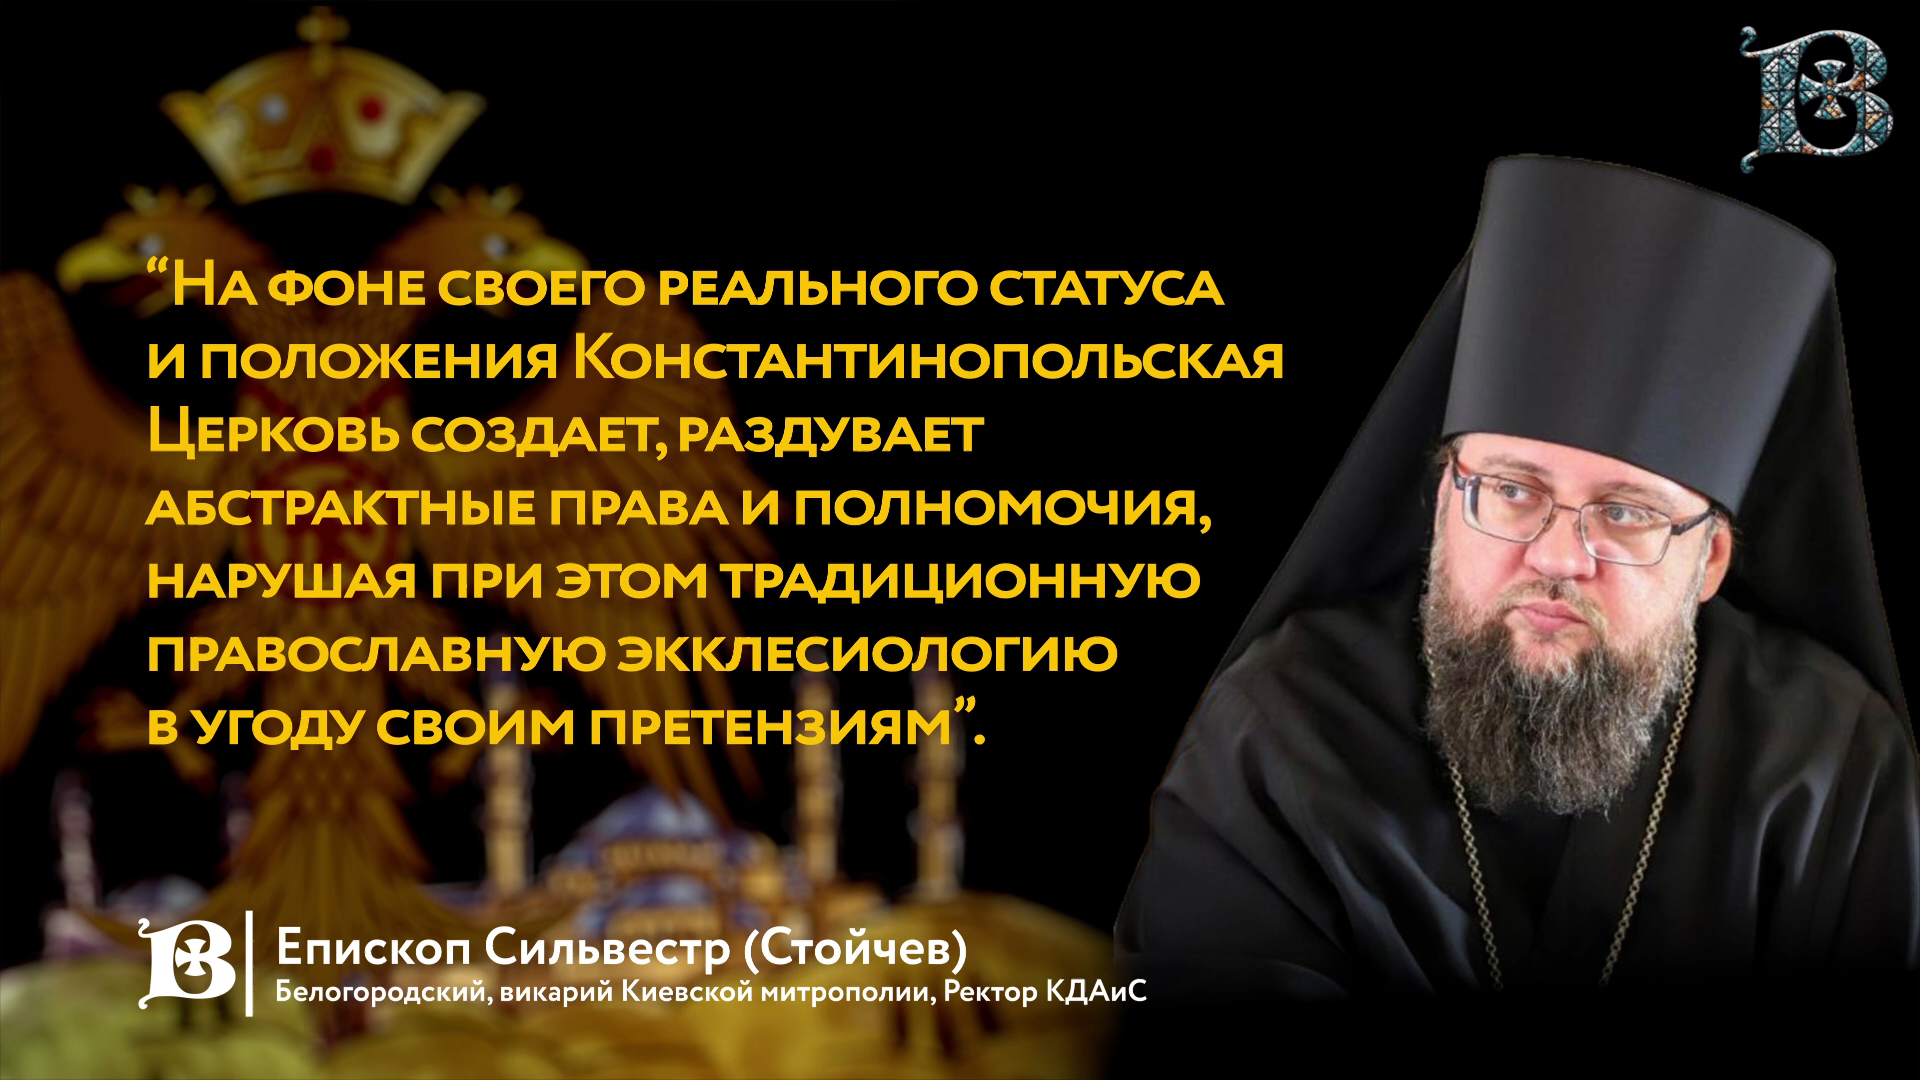 “На фоне своего реального статуса
и положения Константинопольская
Церковь создает, раздувает
абстрактные права и полномочия,
нарушая при этом традиционную
православную экклесиологию
в угоду своим претензиям”.
Епископ Сильвестр (Стойчев)
Белогородский, викарий Киевской митрополии, Ректор КДАиС